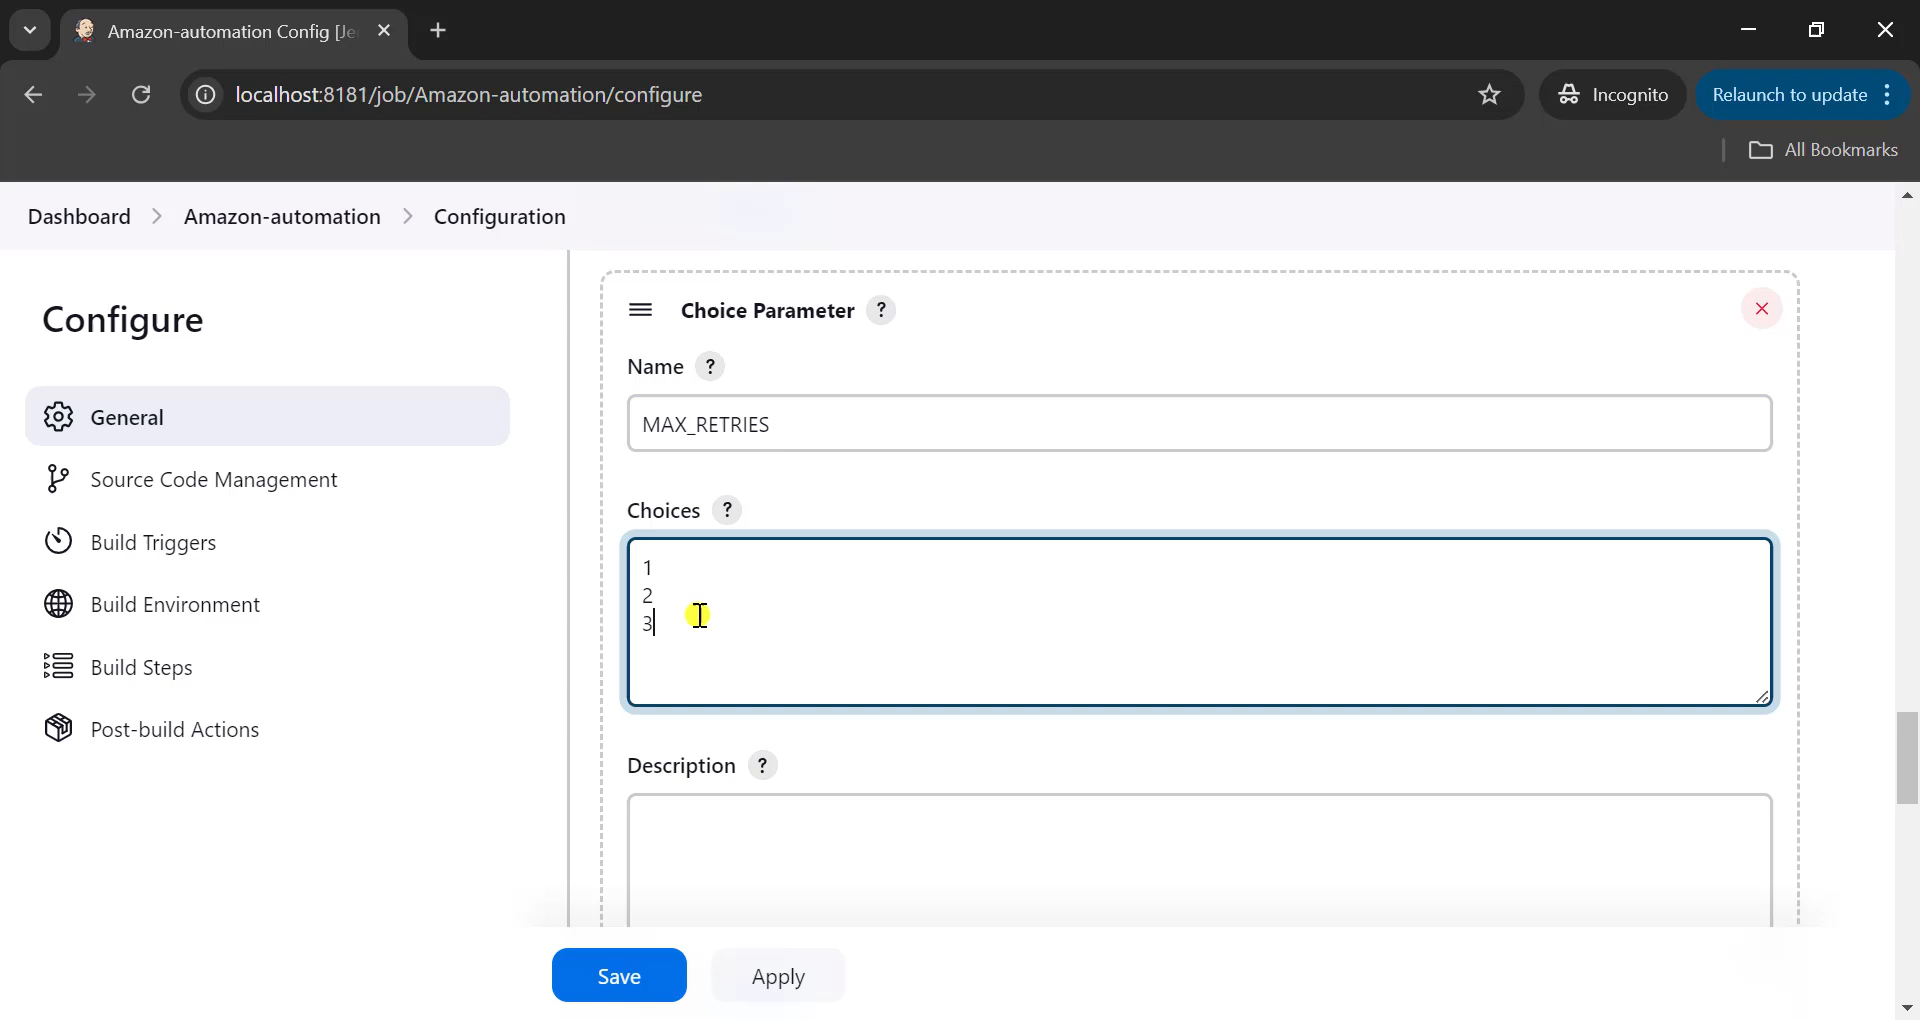 Amazon-automation Config [Je
localhost:8181/job/Amazon-automation/configure
Incognito
Relaunch to update
All Bookmarks
Dashboard > Amazon-automation > Configuration
Configure
General
Source Code Management
Build Triggers
Build Environment
Build Steps
Post-build Actions
Choice Parameter ?
Name ?
MAX_RETRIES
Choices ?
1
2
3
Description ?
Save
Apply